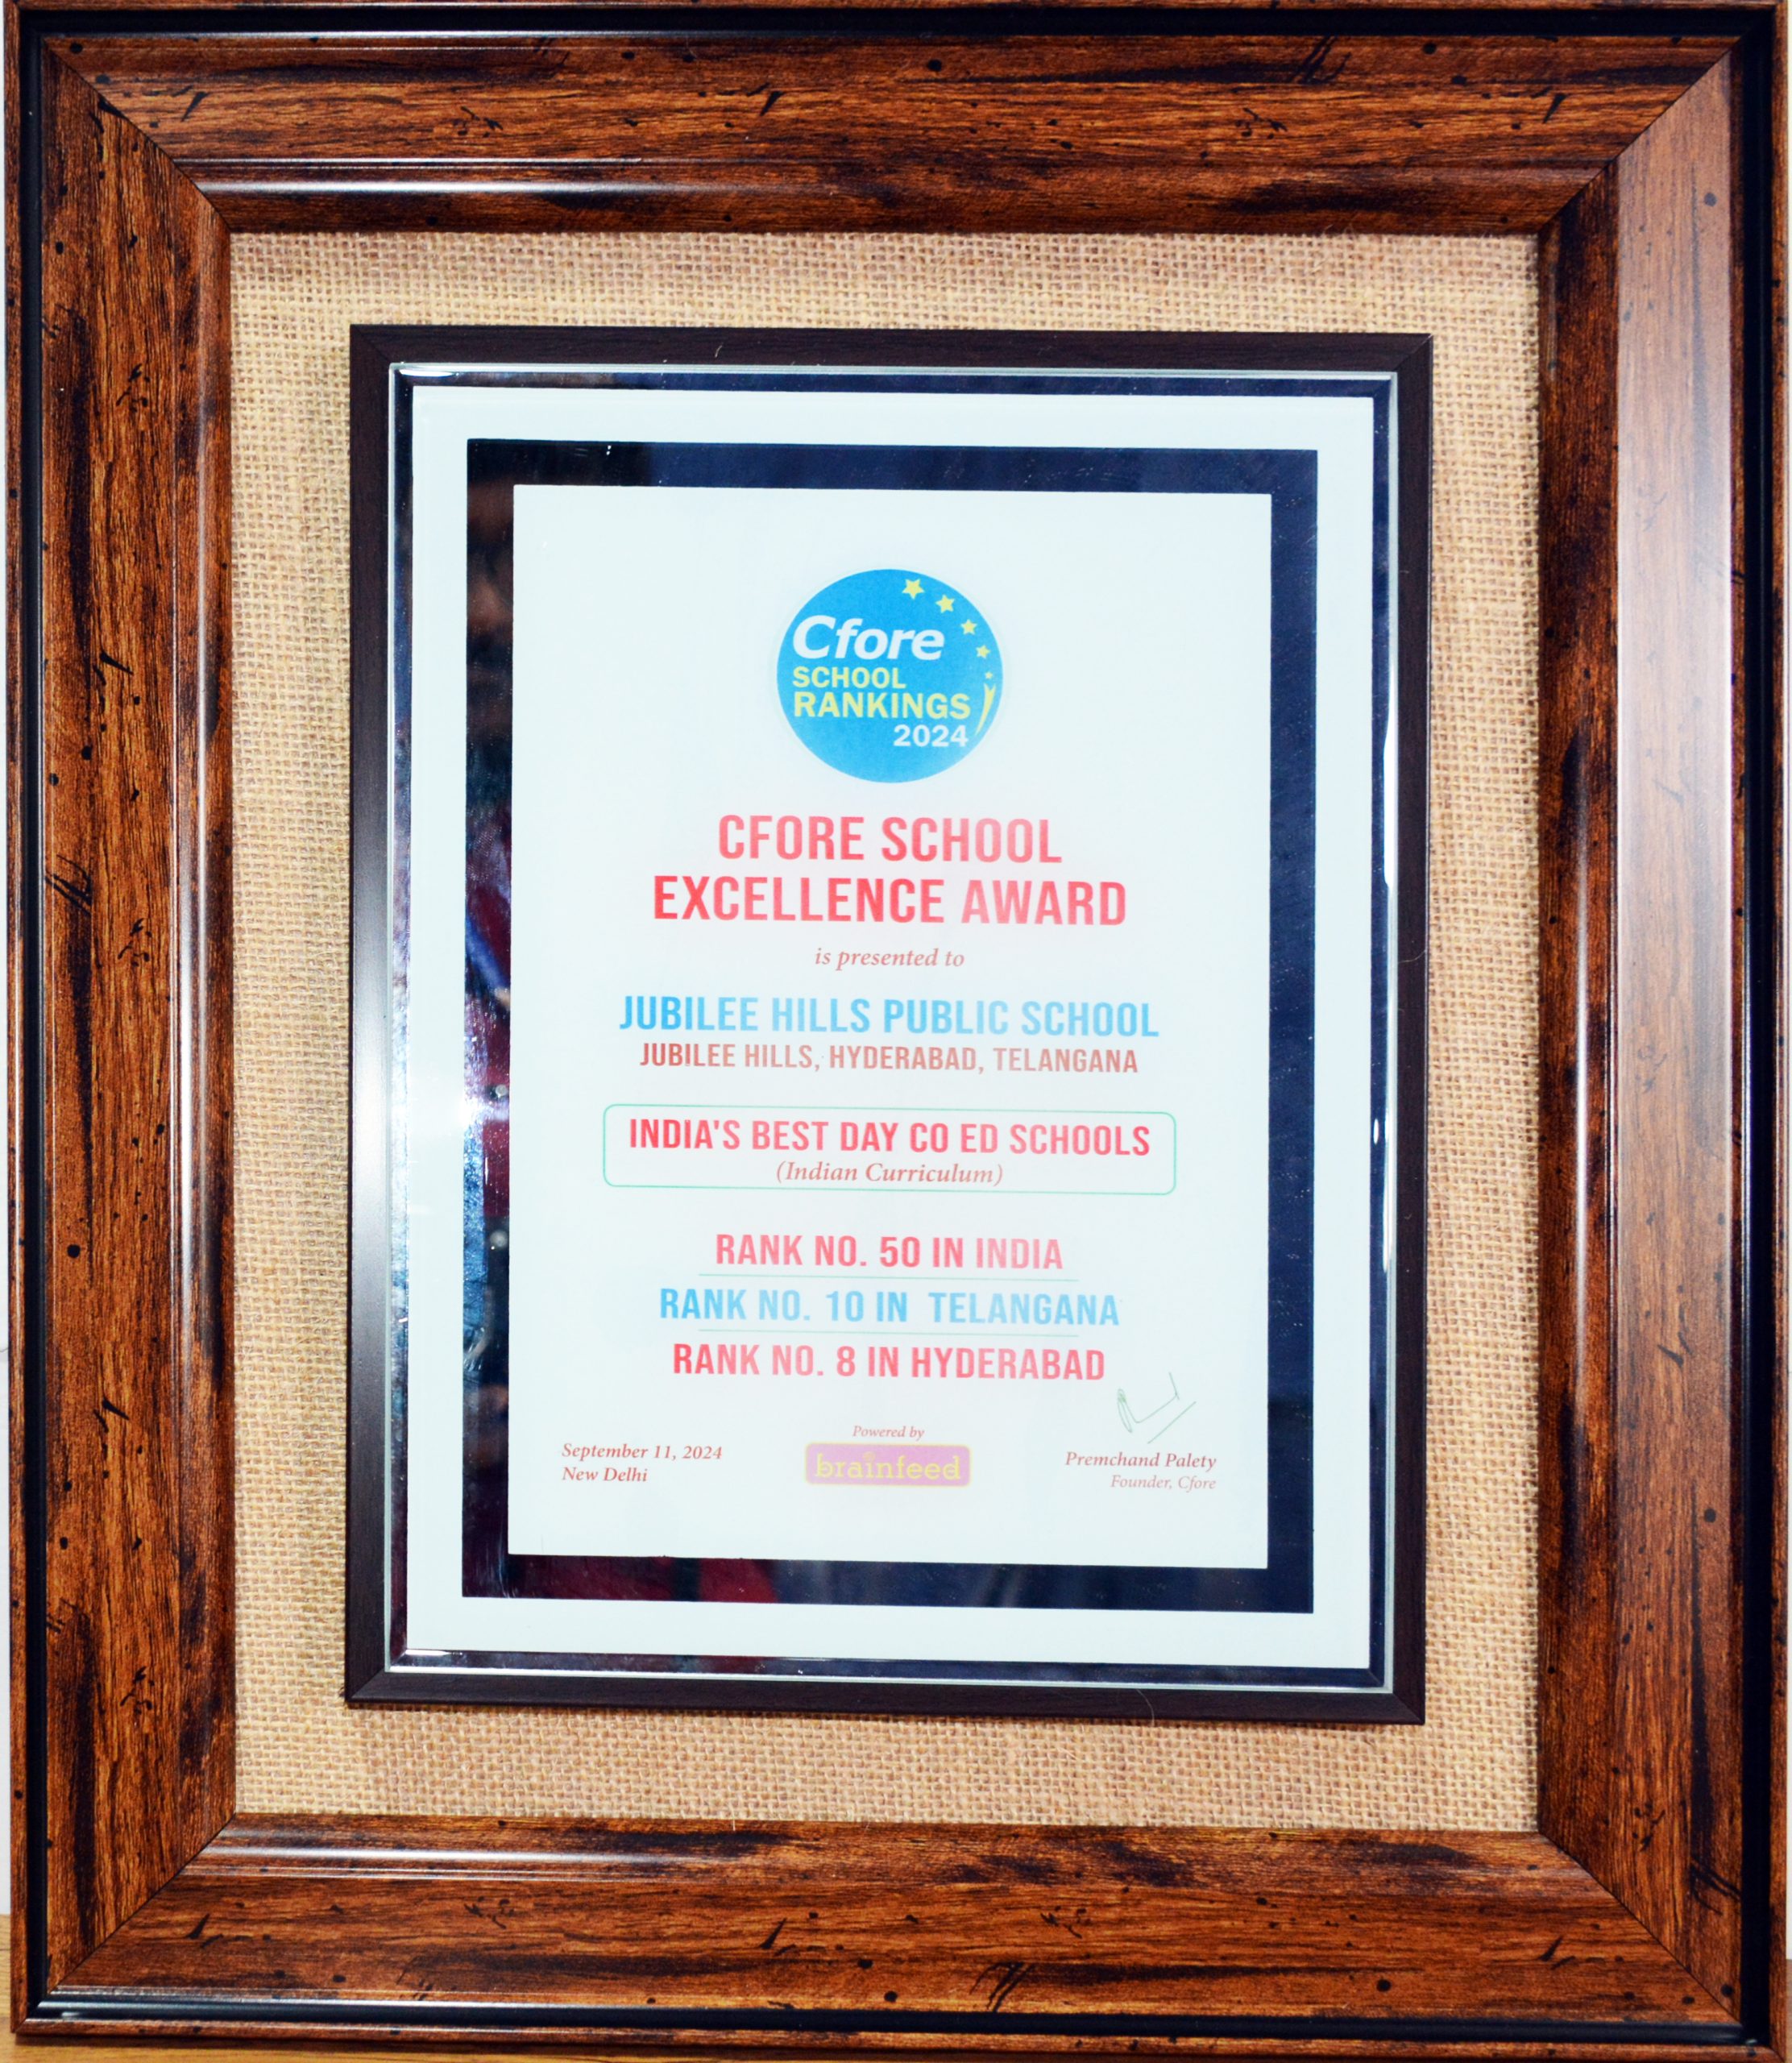 Cfore
SCHOOL
RANKINGS
2024
CFORE SCHOOL
EXCELLENCE AWARD
is presented to
JUBILEE HILLS PUBLIC SCHOOL
JUBILEE HILLS, HYDERABAD, TELANGANA
INDIA'S BEST DAY CO ED SCHOOLS
(Indian Curriculum)
RANK NO. 50 IN INDIA
RANK NO. 10 IN TELANGANA
RANK NO. 8 IN HYDERABAD
September 11, 2024
New Delhi
Powered by
brainfeed
Premchand Palety
Founder, Cfore